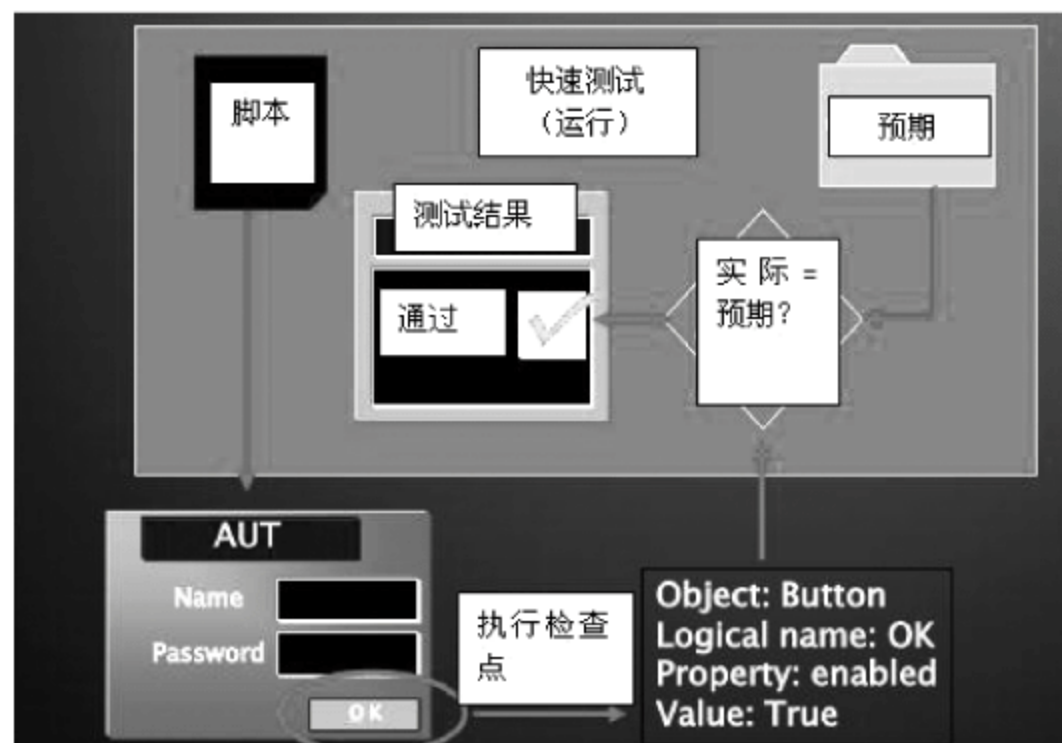 脚本
快速测试
（运行）
预期
测试结果
通过
实 际 =
预期?
AUT
Name
Password
OK
执行检查
点
Object: Button
Logical name: OK
Property: enabled
Value: True